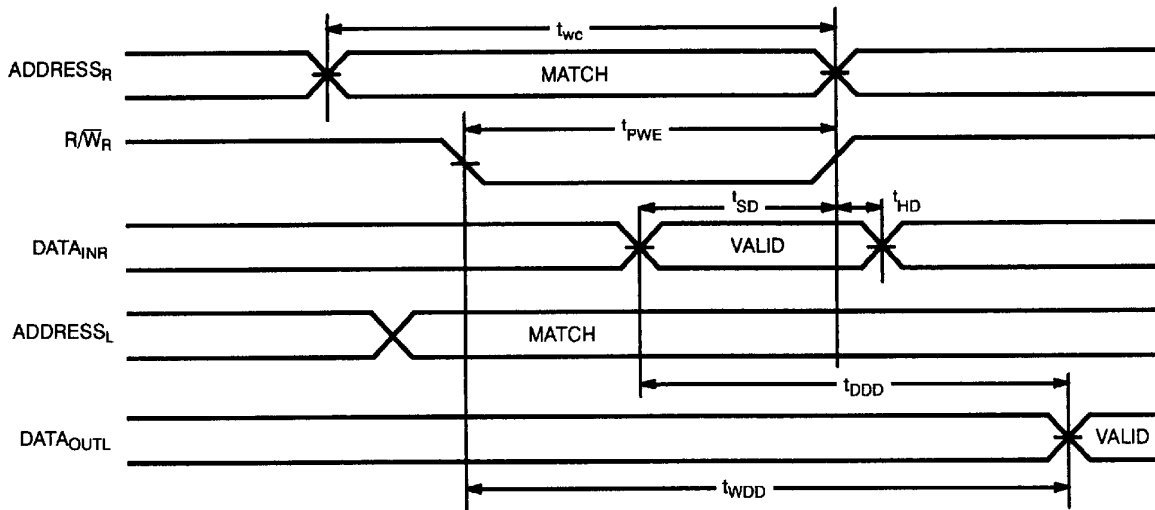 t_wc
ADDRESS_R MATCH
t_PWE
R/W̅_R
t_SD t_HD
DATA_INR VALID
ADDRESS_L MATCH
t_DDD
DATA_OUTL VALID
t_WDD